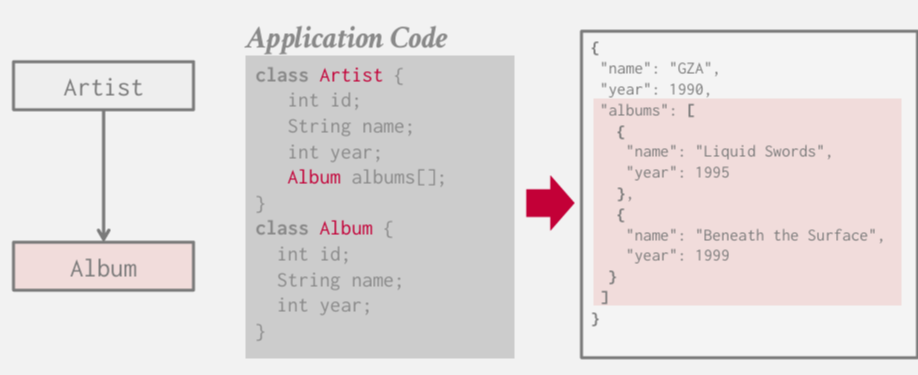 Artist
Album
Application Code
class Artist {
int id;
String name;
int year;
Album albums[];
}
class Album {
int id;
String name;
int year;
}
{
"name": "GZA",
"year": 1990,
"albums": [
{
"name": "Liquid Swords",
"year": 1995
},
{
"name": "Beneath the Surface",
"year": 1999
}
]
}